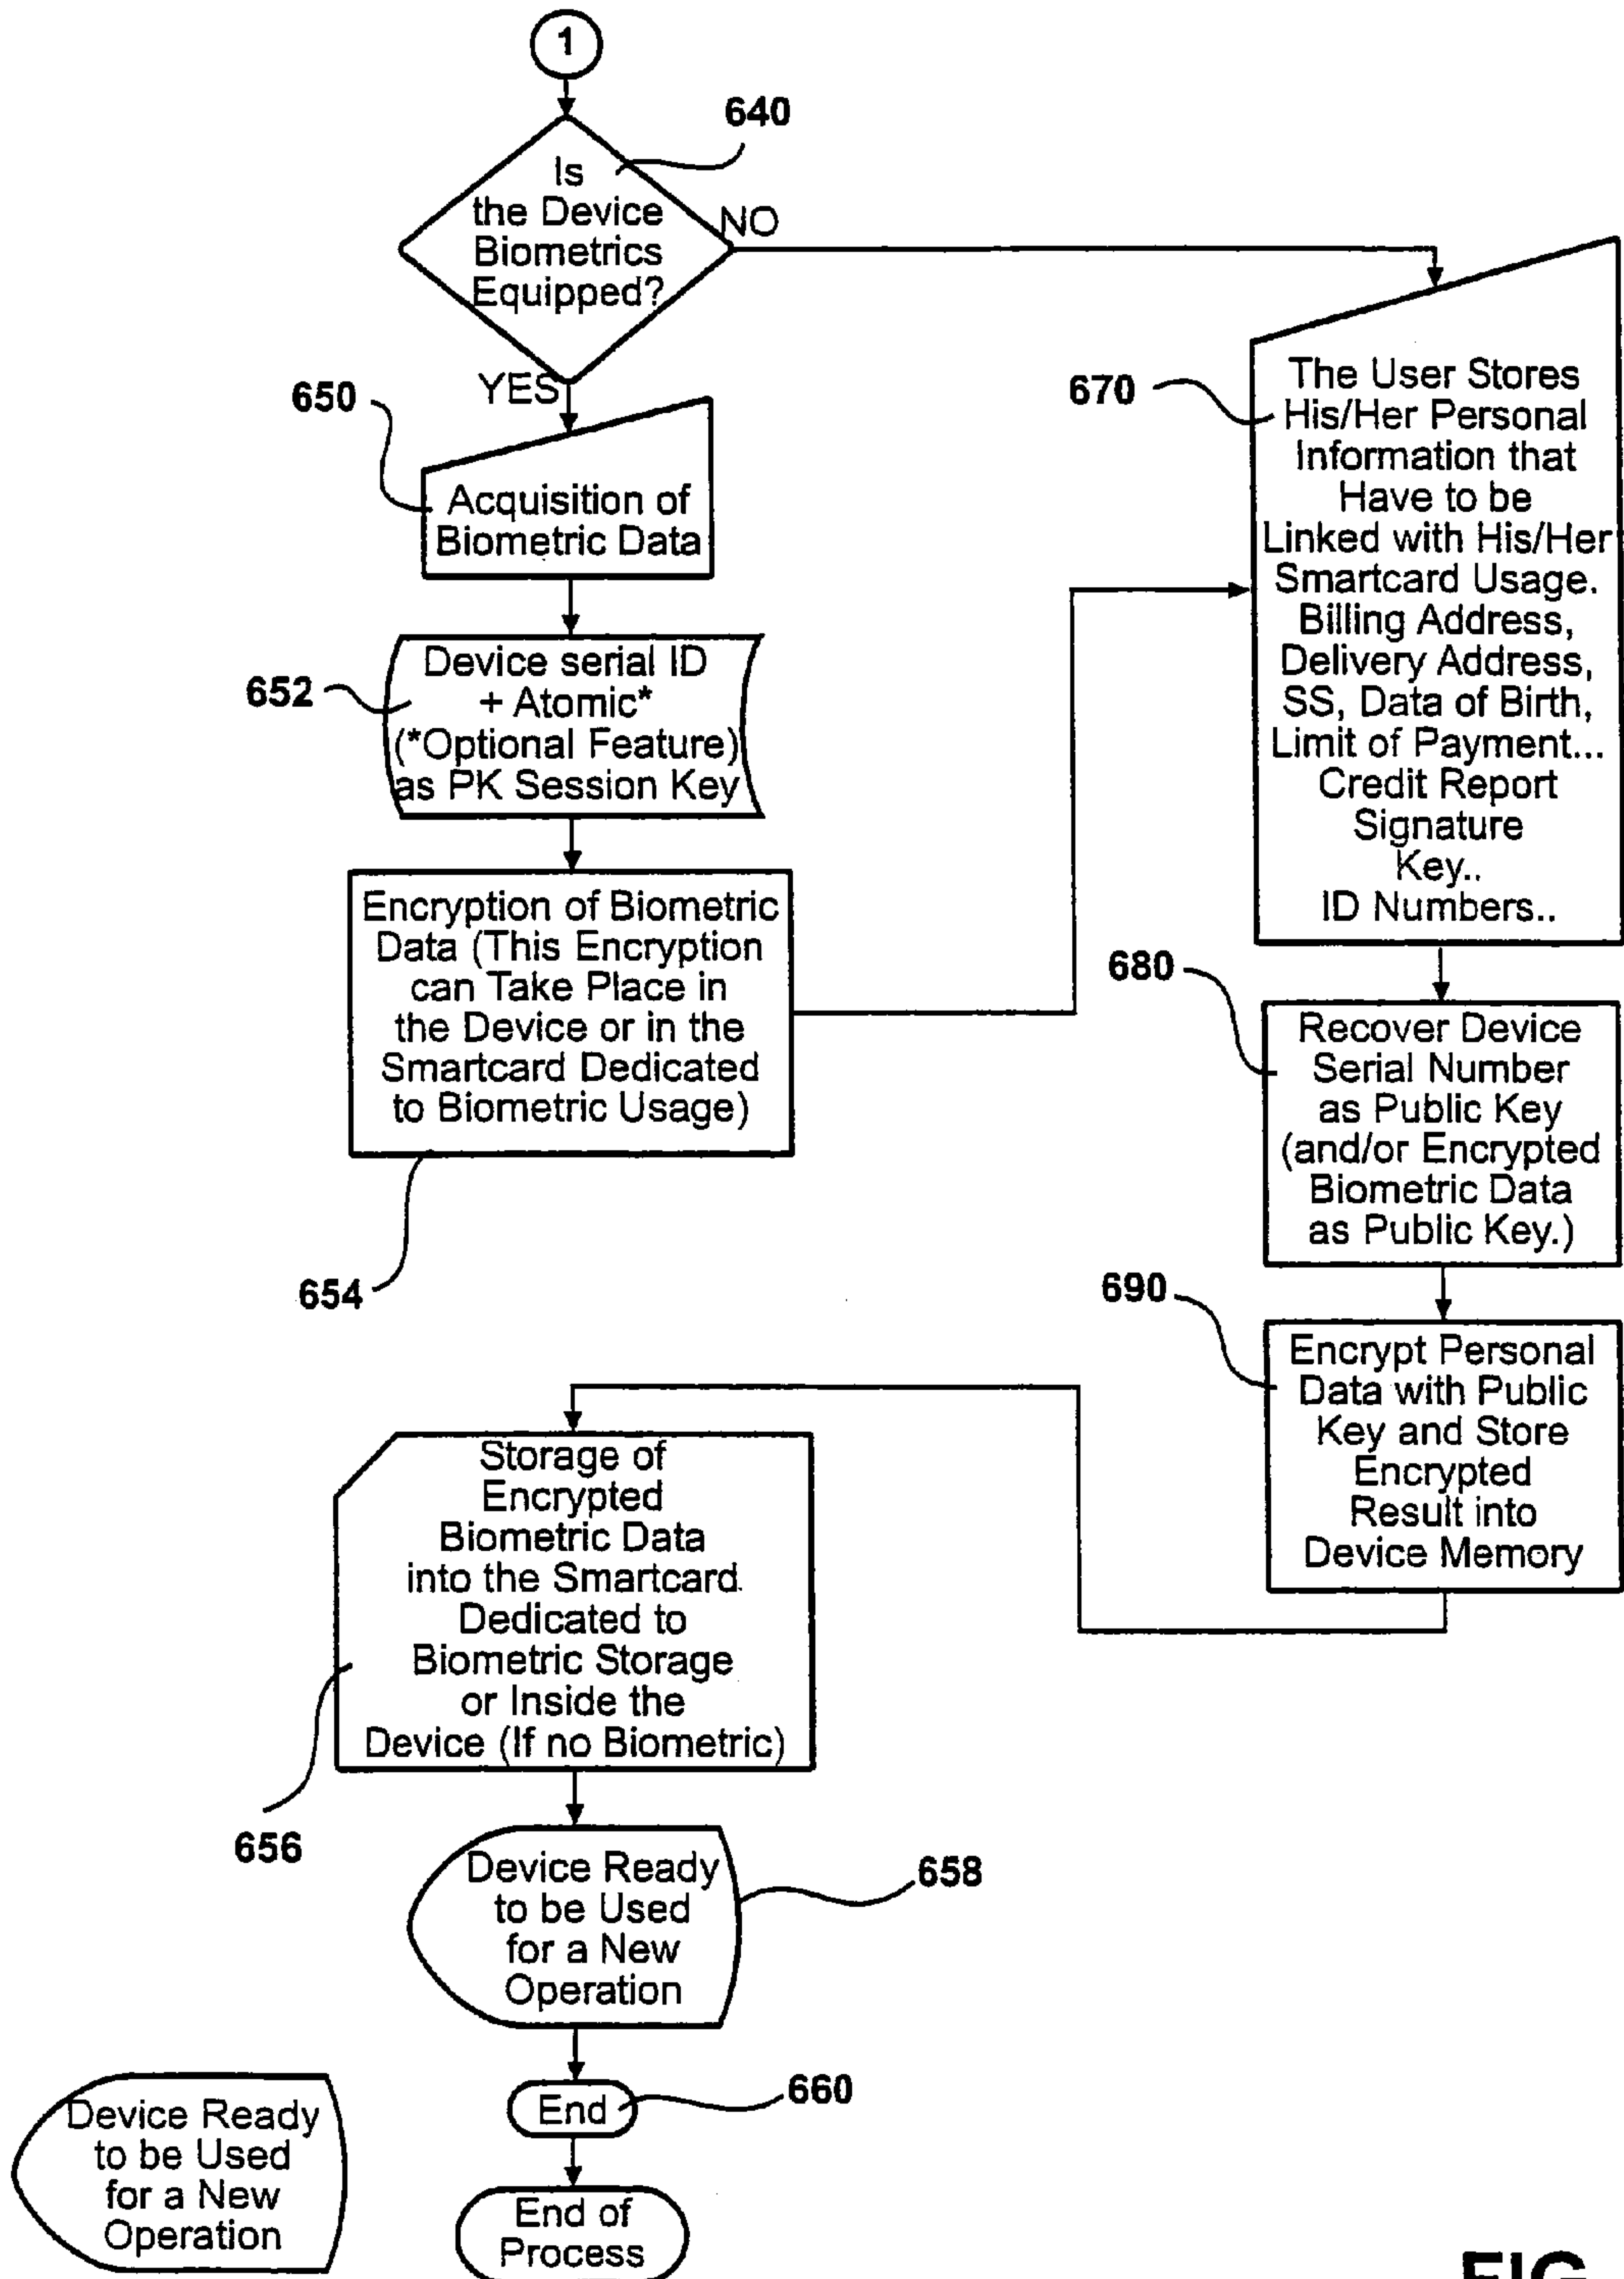 1
640
Is
the Device
Biometrics
Equipped?
NO
YES
650
Acquisition of
Biometric Data
652
Device serial ID
+ Atomic*
(*Optional Feature)
as PK Session Key
Encryption of Biometric
Data (This Encryption
can Take Place in
the Device or in the
Smartcard Dedicated
to Biometric Usage)
654
670
The User Stores
His/Her Personal
Information that
Have to be
Linked with His/Her
Smartcard Usage.
Billing Address,
Delivery Address,
SS, Data of Birth,
Limit of Payment...
Credit Report
Signature
Key..
ID Numbers..
680
Recover Device
Serial Number
as Public Key
(and/or Encrypted
Biometric Data
as Public Key.)
690
Encrypt Personal
Data with Public
Key and Store
Encrypted
Result into
Device Memory
Storage of
Encrypted
Biometric Data
into the Smartcard
Dedicated to
Biometric Storage
or Inside the
Device (If no Biometric)
656
Device Ready
to be Used
for a New
Operation
658
End
660
End of
Process
Device Ready
to be Used
for a New
Operation
FIG